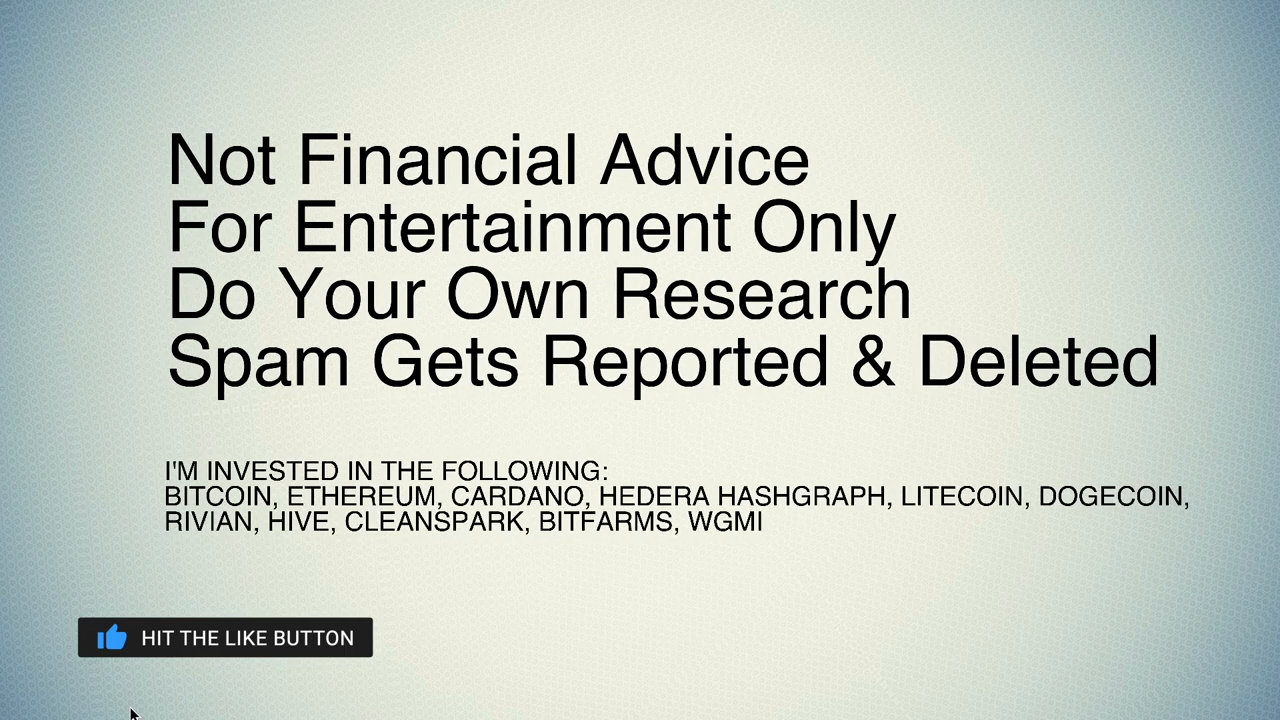 Not Financial Advice
For Entertainment Only
Do Your Own Research
Spam Gets Reported & Deleted
I'M INVESTED IN THE FOLLOWING:
BITCOIN, ETHEREUM, CARDANO, HEDERA HASHGRAPH, LITECOIN, DOGECOIN,
RIVIAN, HIVE, CLEANSPARK, BITFARMS, WGMI
HIT THE LIKE BUTTON